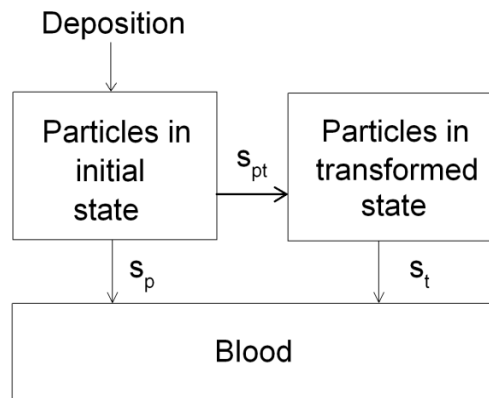 Deposition
Particles in
initial
state
s_pt
Particles in
transformed
state
s_p
s_t
Blood